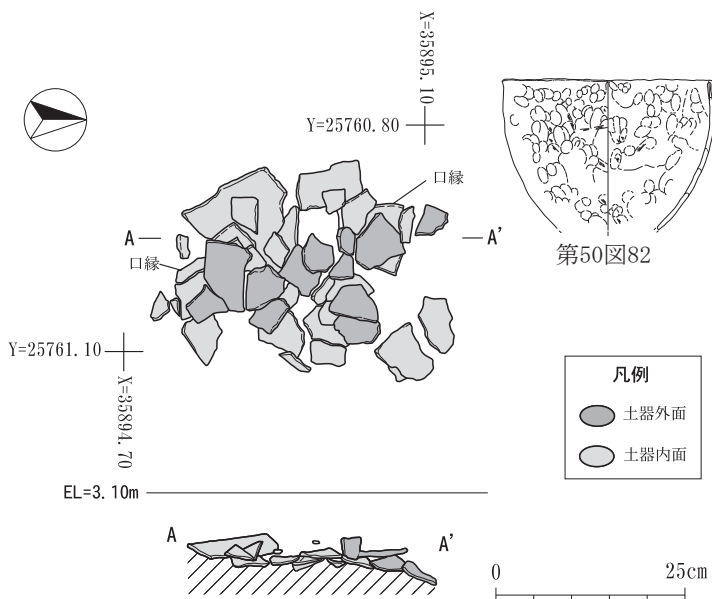 X=35895.10
Y=25760.80
口縁
A
A'
口縁
第50図82
Y=25761.10
X=35894.70
凡例
土器外面
土器内面
EL=3.10m
A
A'
0
25cm